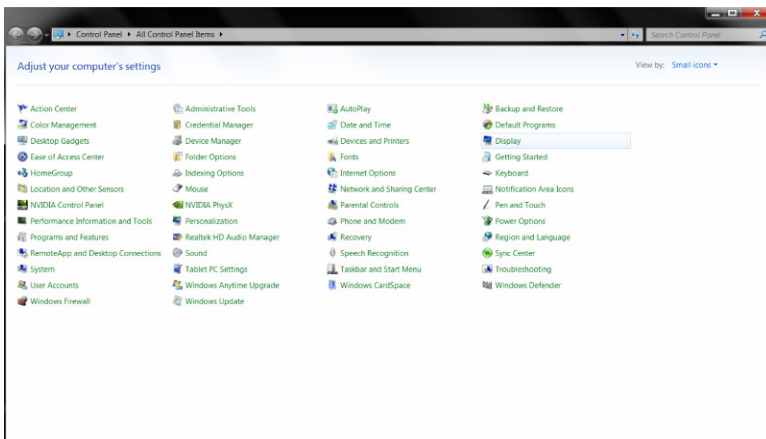 Control Panel All Control Panel Items
Search Control Panel
Adjust your computer's settings
View by: Small icons
Action Center Administrative Tools AutoPlay Backup and Restore
Color Management Credential Manager Date and Time Default Programs
Desktop Gadgets Device Manager Devices and Printers Display
Ease of Access Center Folder Options Fonts Getting Started
HomeGroup Indexing Options Internet Options Keyboard
Location and Other Sensors Mouse Network and Sharing Center Notification Area Icons
NVIDIA Control Panel NVIDIA PhysX Parental Controls Pen and Touch
Performance Information and Tools Personalization Phone and Modem Power Options
Programs and Features Realtek HD Audio Manager Recovery Region and Language
RemoteApp and Desktop Connections Sound Speech Recognition Sync Center
System Tablet PC Settings Taskbar and Start Menu Troubleshooting
User Accounts Windows Anytime Upgrade Windows CardSpace Windows Defender
Windows Firewall Windows Update